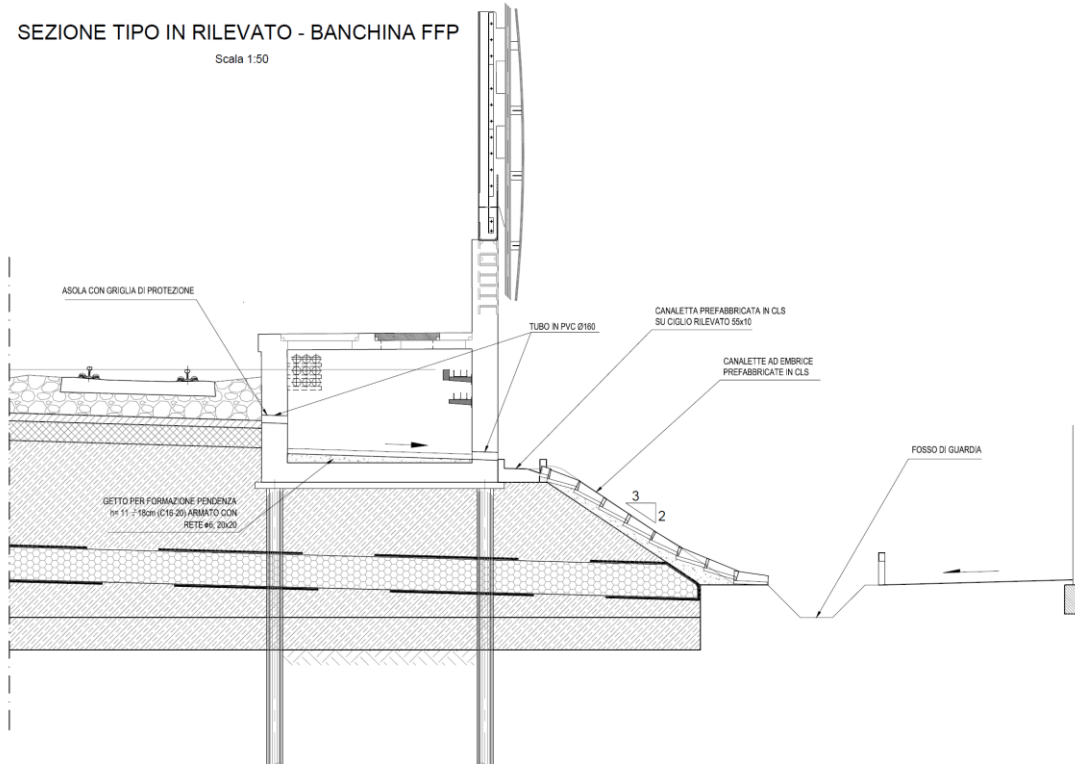 SEZIONE TIPO IN RILEVATO - BANCHINA FFP
Scala 1:50
ASOLA CON GRIGLIA DI PROTEZIONE
TUBO IN PVC Ø160
CANALETTA PREFABBRICATA IN CLS
SU CIGLIO RILEVATO 55x10
CANALETTE AD EMBRICE
PREFABBRICATE IN CLS
FOSSO DI GUARDIA
3
2
GETTO PER FORMAZIONE PENDENZA
h= 11 ÷ 18cm (C16-20) ARMATO CON
RETE ø6, 20x20